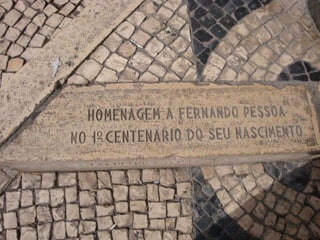 HOMENAGEM A FERNANDO PESSOA
NO 1º CENTENARIO DO SEU NASCIMENTO